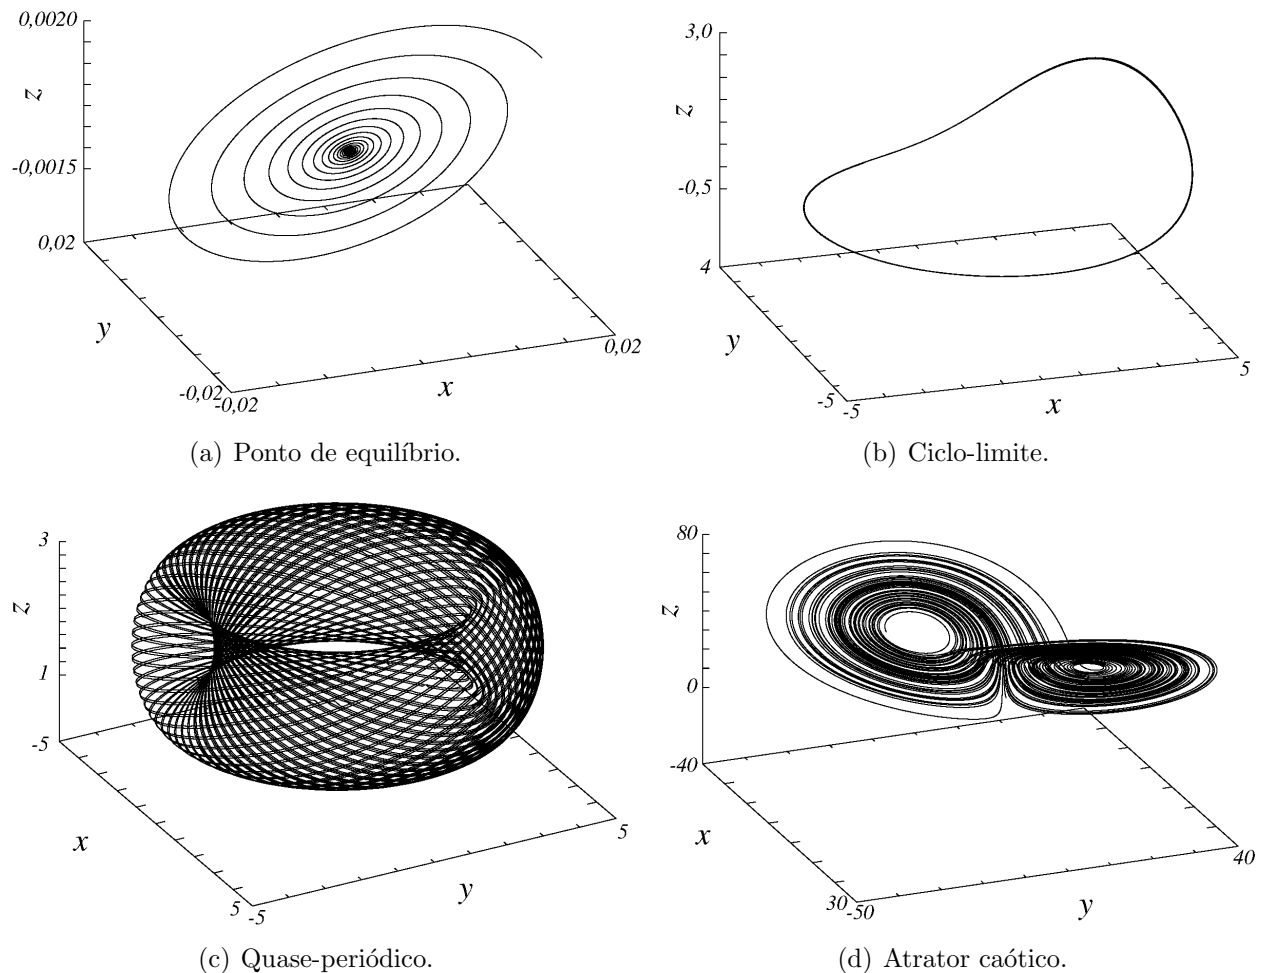 0,0020
z
-0,0015
0,02
y
-0,02
-0,02
x
0,02
(a) Ponto de equilíbrio.
3,0
z
-0,5
4
y
-5
-5
x
5
(b) Ciclo-limite.
3
z
1
-5
x
5
-5
y
5
(c) Quase-periódico.
80
z
0
-40
x
30
-50
y
40
(d) Atrator caótico.